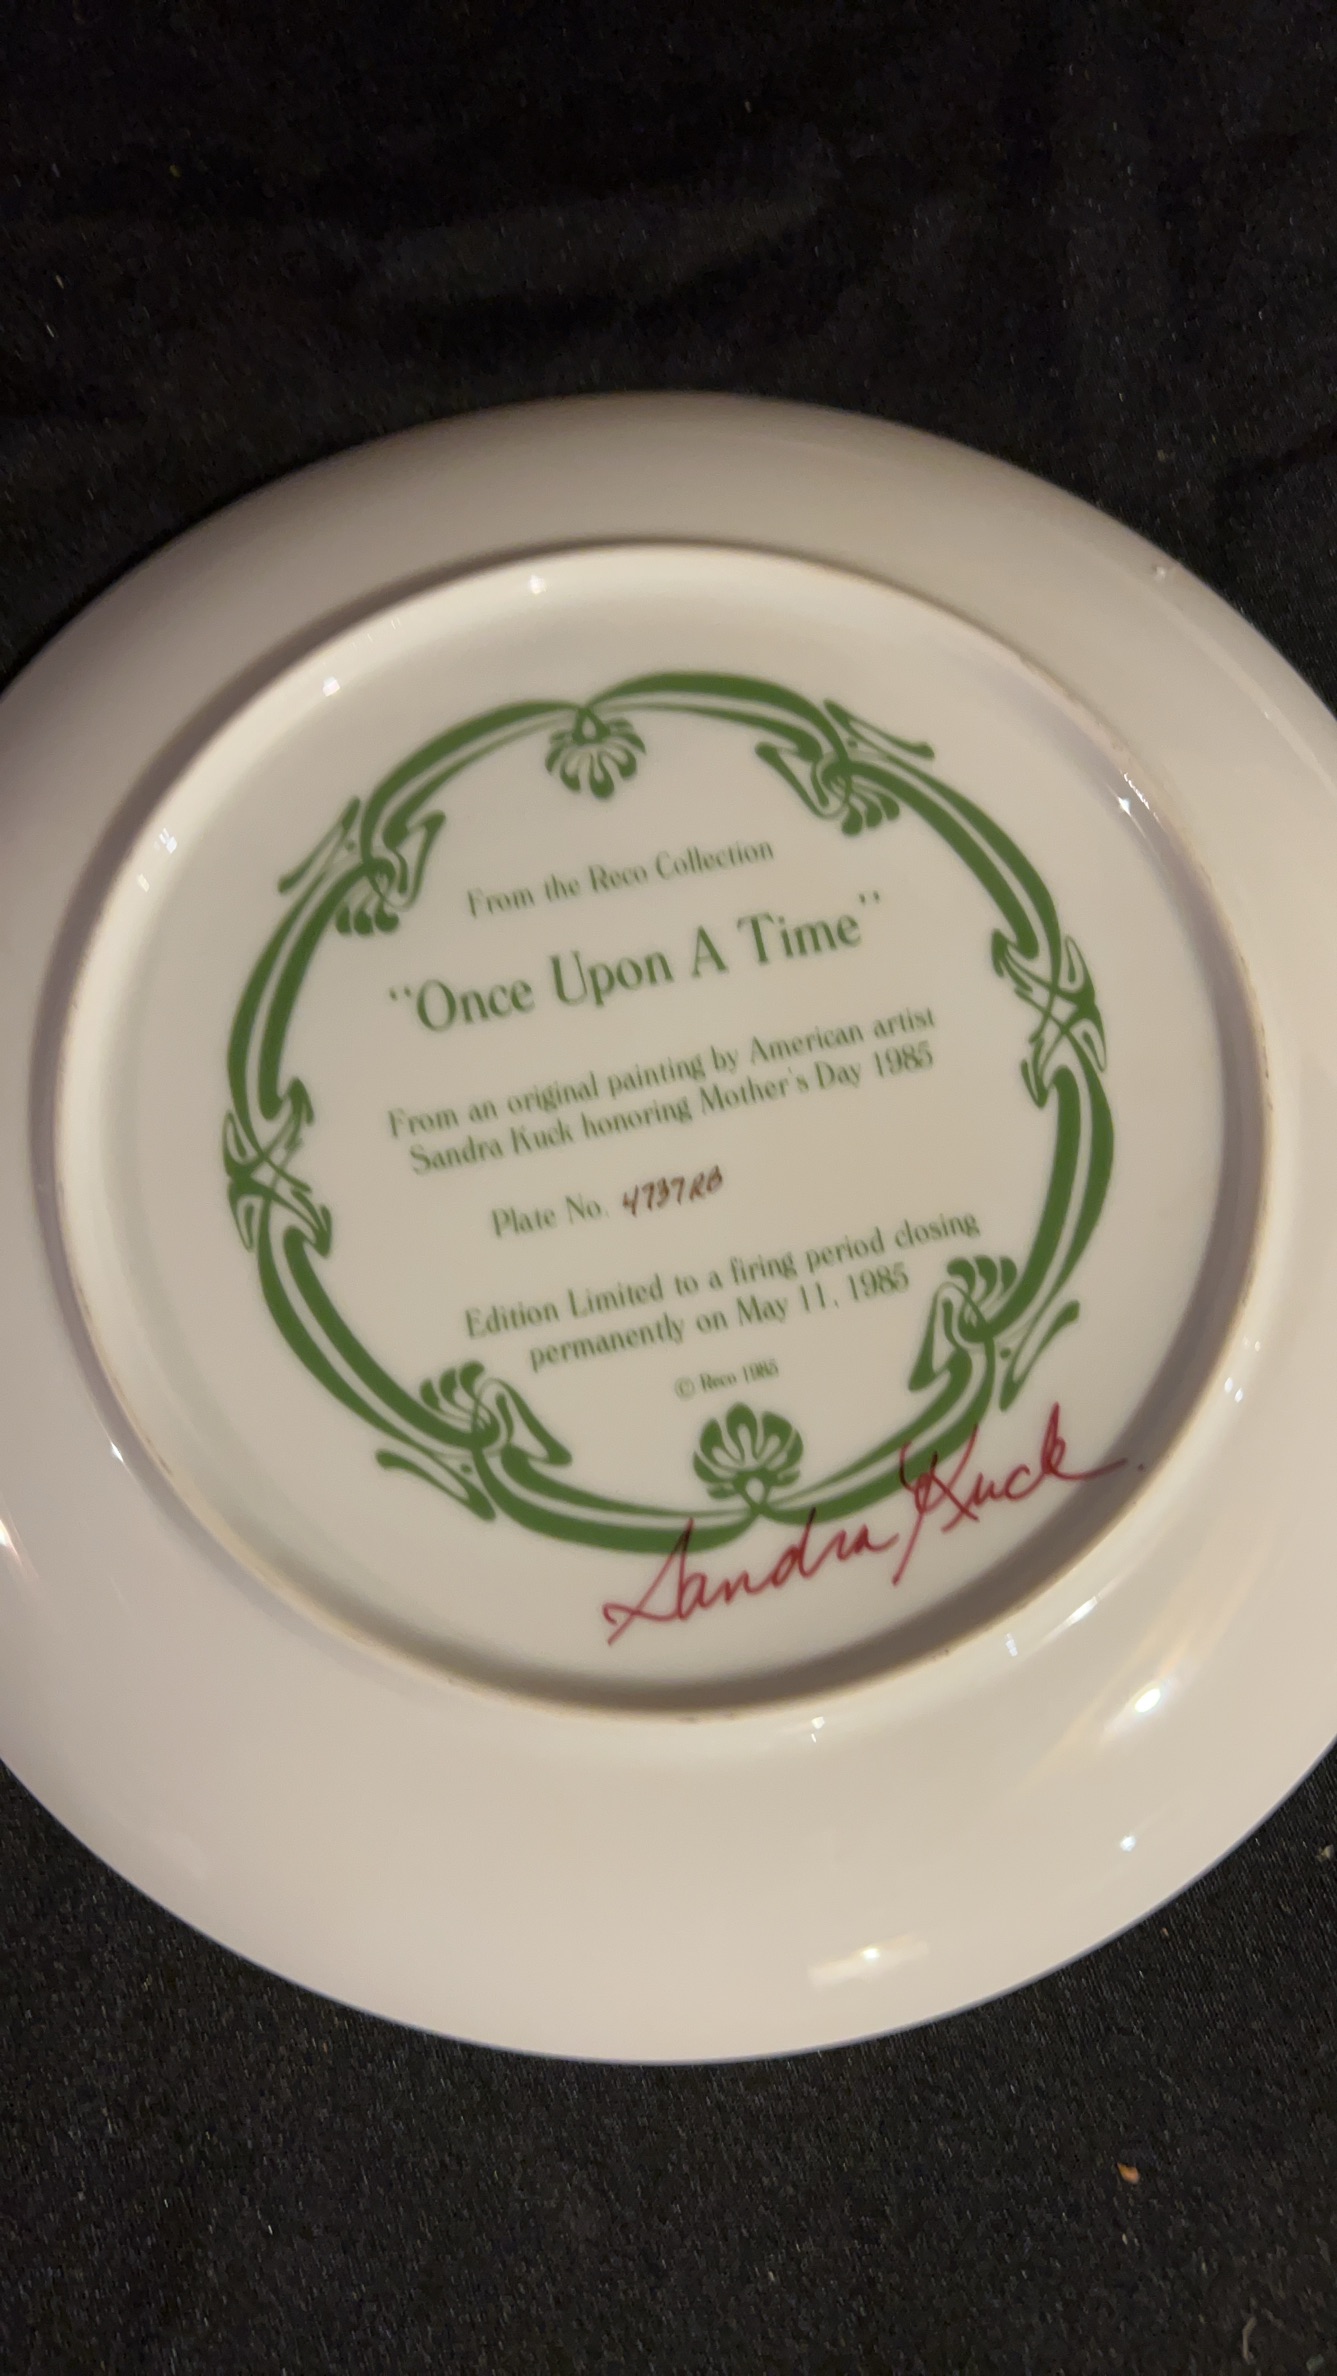 From the Reco Collection
“Once Upon A Time”
From an original painting by American artist
Sandra Kuck honoring Mother's Day 1985
Plate No. 4737RB
Edition Limited to a firing period closing
permanently on May 11, 1985
© Reco 1985
Sandra Kuck